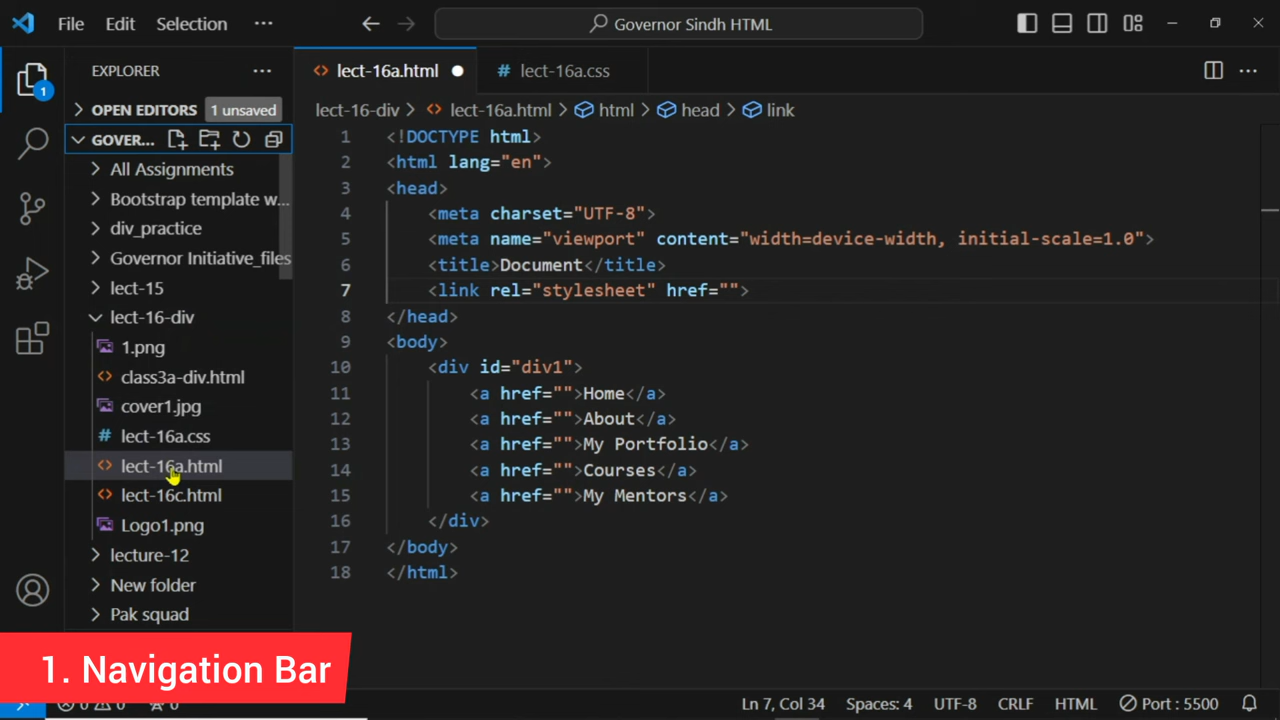 File Edit Selection ···
Governor Sindh HTML
EXPLORER ···
1
OPEN EDITORS 1 unsaved
GOVER...
All Assignments
Bootstrap template w...
div_practice
Governor Initiative_files
lect-15
lect-16-div
1.png
class3a-div.html
cover1.jpg
# lect-16a.css
<> lect-16a.html
<> lect-16c.html
Logo1.png
lecture-12
New folder
Pak squad
<> lect-16a.html # lect-16a.css
lect-16-div > <> lect-16a.html > html > head > link
1 <!DOCTYPE html>
2 <html lang="en">
3 <head>
4 <meta charset="UTF-8">
5 <meta name="viewport" content="width=device-width, initial-scale=1.0">
6 <title>Document</title>
7 <link rel="stylesheet" href="">
8 </head>
9 <body>
10 <div id="div1">
11 <a href="">Home</a>
12 <a href="">About</a>
13 <a href="">My Portfolio</a>
14 <a href="">Courses</a>
15 <a href="">My Mentors</a>
16 </div>
17 </body>
18 </html>
1. Navigation Bar
Ln 7, Col 34 Spaces: 4 UTF-8 CRLF HTML Port : 5500